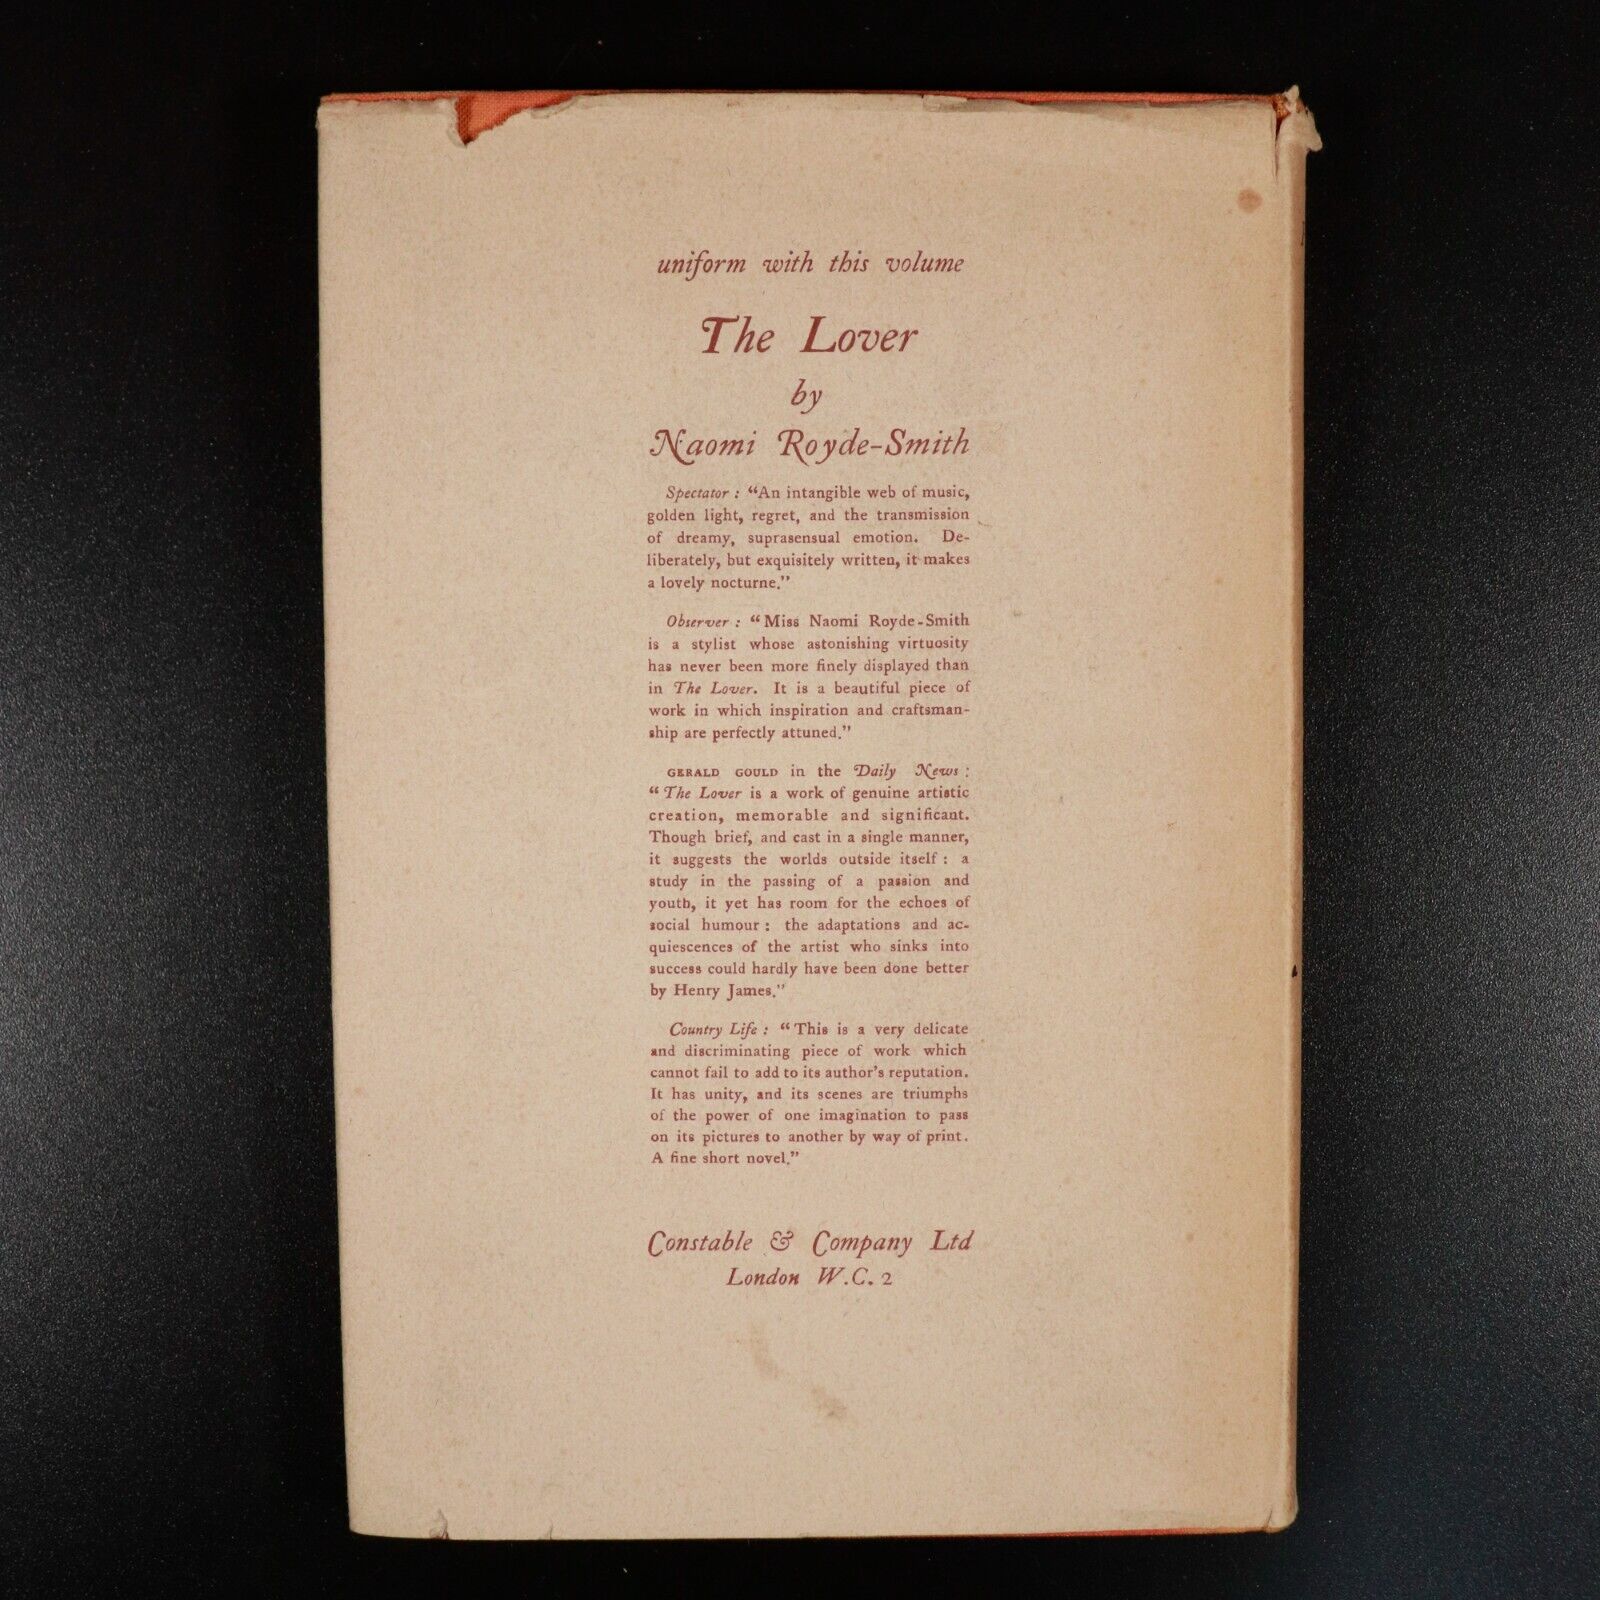 uniform with this volume
The Lover
by
Naomi Royde-Smith
Spectator : "An intangible web of music,
golden light, regret, and the transmission
of dreamy, suprasensual emotion. De-
liberately, but exquisitely written, it makes
a lovely nocturne."
Observer : "Miss Naomi Royde-Smith
is a stylist whose astonishing virtuosity
has never been more finely displayed than
in The Lover. It is a beautiful piece of
work in which inspiration and craftsman-
ship are perfectly attuned."
GERALD GOULD in the Daily News :
"The Lover is a work of genuine artistic
creation, memorable and significant.
Though brief, and cast in a single manner,
it suggests the worlds outside itself : a
study in the passing of a passion and
youth, it yet has room for the echoes of
social humour : the adaptations and ac-
quiescences of the artist who sinks into
success could hardly have been done better
by Henry James."
Country Life : "This is a very delicate
and discriminating piece of work which
cannot fail to add to its author's reputation.
It has unity, and its scenes are triumphs
of the power of one imagination to pass
on its pictures to another by way of print.
A fine short novel."
Constable & Company Ltd
London W.C. 2